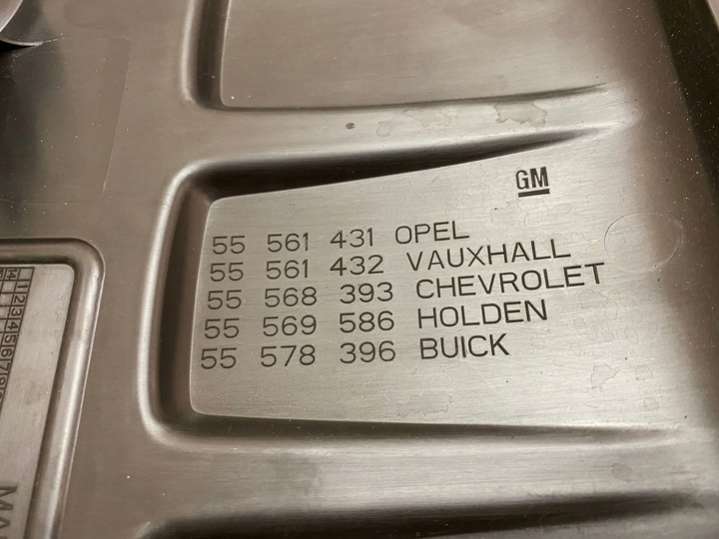 GM
55 561 431 OPEL
55 561 432 VAUXHALL
55 568 393 CHEVROLET
55 569 586 HOLDEN
55 578 396 BUICK